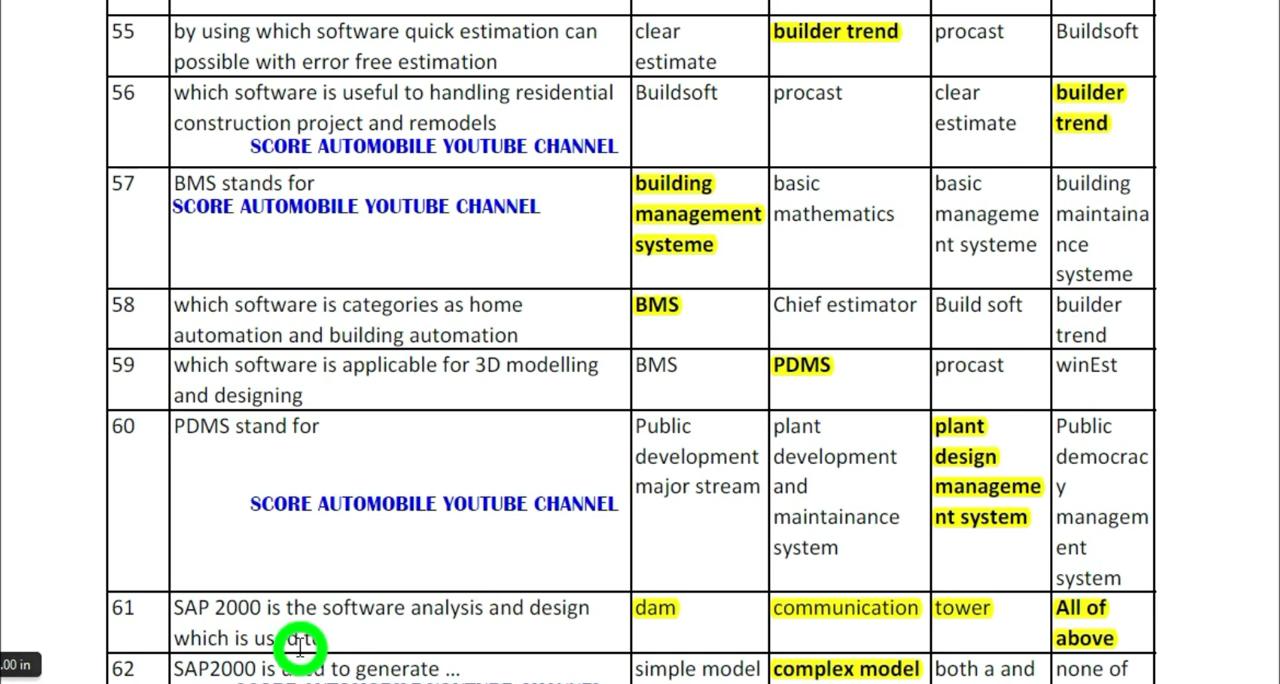 55 by using which software quick estimation can possible with error free estimation clear estimate builder trend procast Buildsoft
56 which software is useful to handling residential construction project and remodels Buildsoft procast clear estimate builder trend
SCORE AUTOMOBILE YOUTUBE CHANNEL
57 BMS stands for building management systeme basic mathematics basic manageme nt systeme building maintaina nce systeme
SCORE AUTOMOBILE YOUTUBE CHANNEL
58 which software is categories as home automation and building automation BMS Chief estimator Build soft builder trend
59 which software is applicable for 3D modelling and designing BMS PDMS procast winEst
60 PDMS stand for Public development major stream plant development and maintainance system plant design manageme nt system Public democrac y managem ent system
SCORE AUTOMOBILE YOUTUBE CHANNEL
61 SAP 2000 is the software analysis and design which is used to dam communication tower All of above
62 SAP2000 is to generate ... simple model complex model both a and none of
.00 in